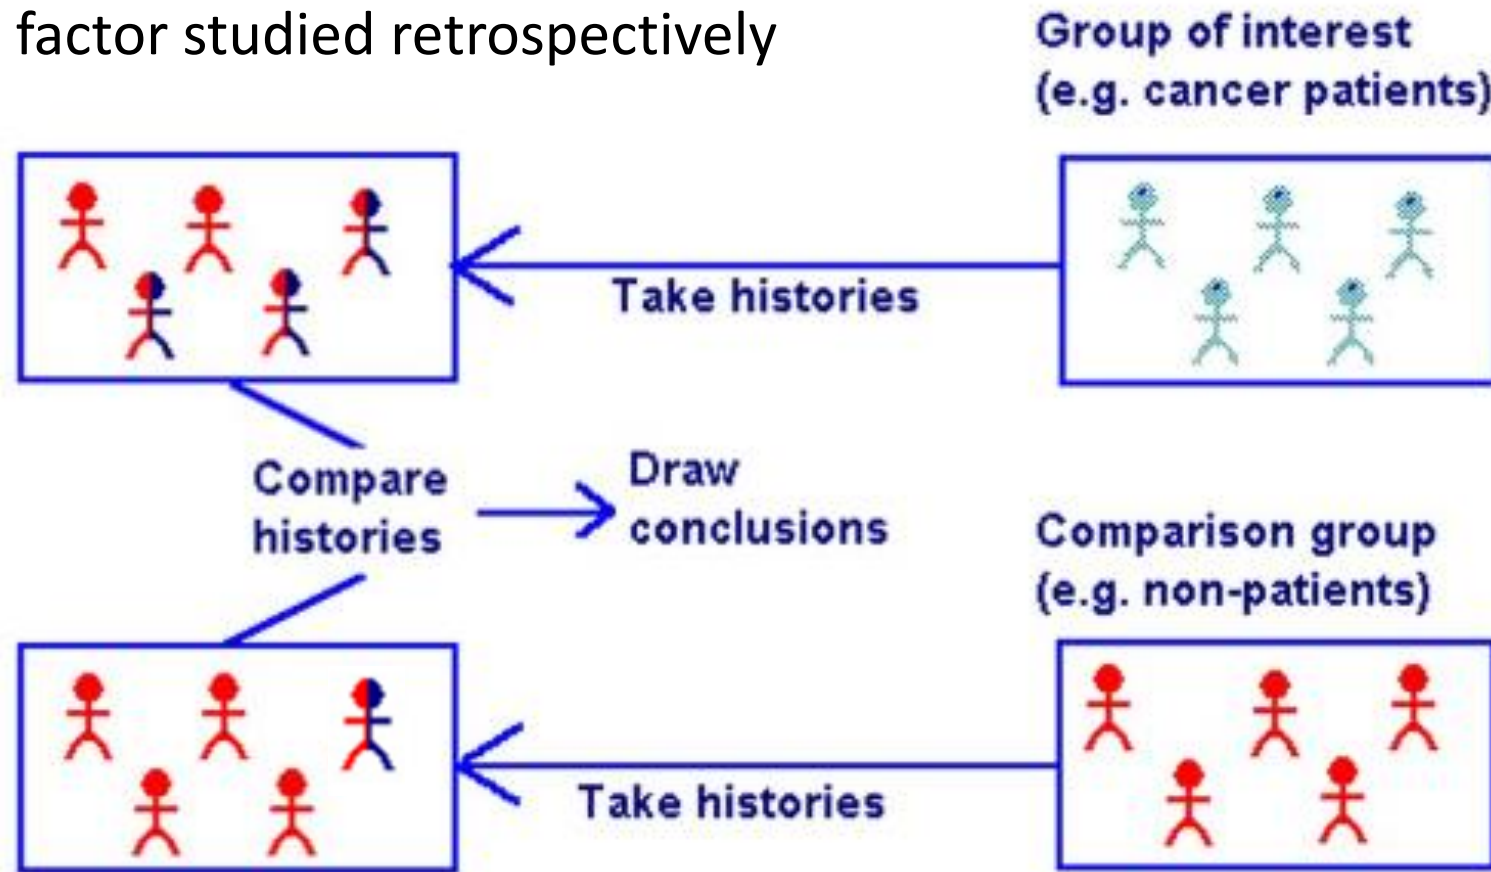 factor studied retrospectively
Group of interest
(e.g. cancer patients)
Take histories
Compare
histories
Draw
conclusions
Comparison group
(e.g. non-patients)
Take histories